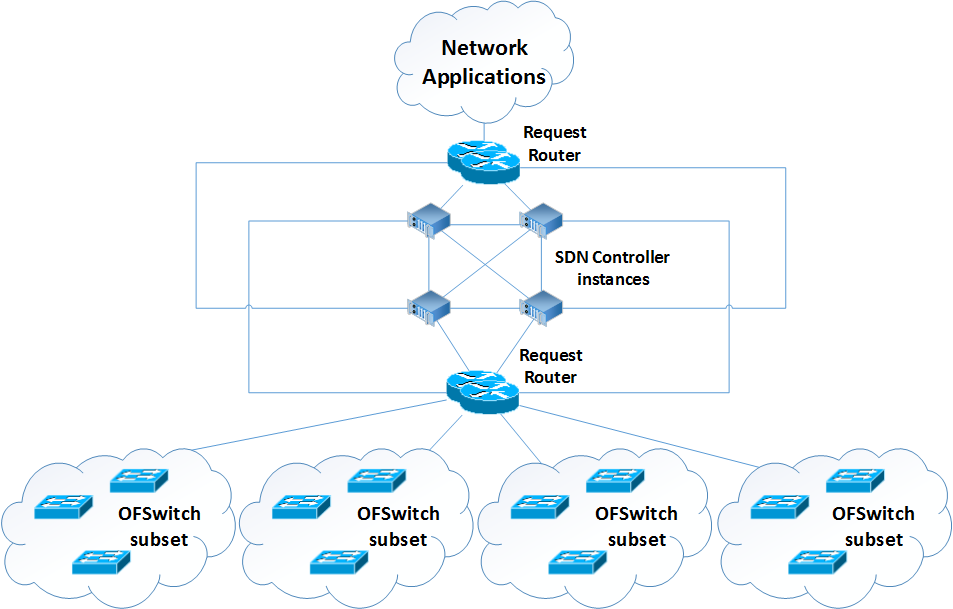 Network
Applications
Request
Router
SDN Controller
instances
Request
Router
OFSwitch
subset
OFSwitch
subset
OFSwitch
subset
OFSwitch
subset